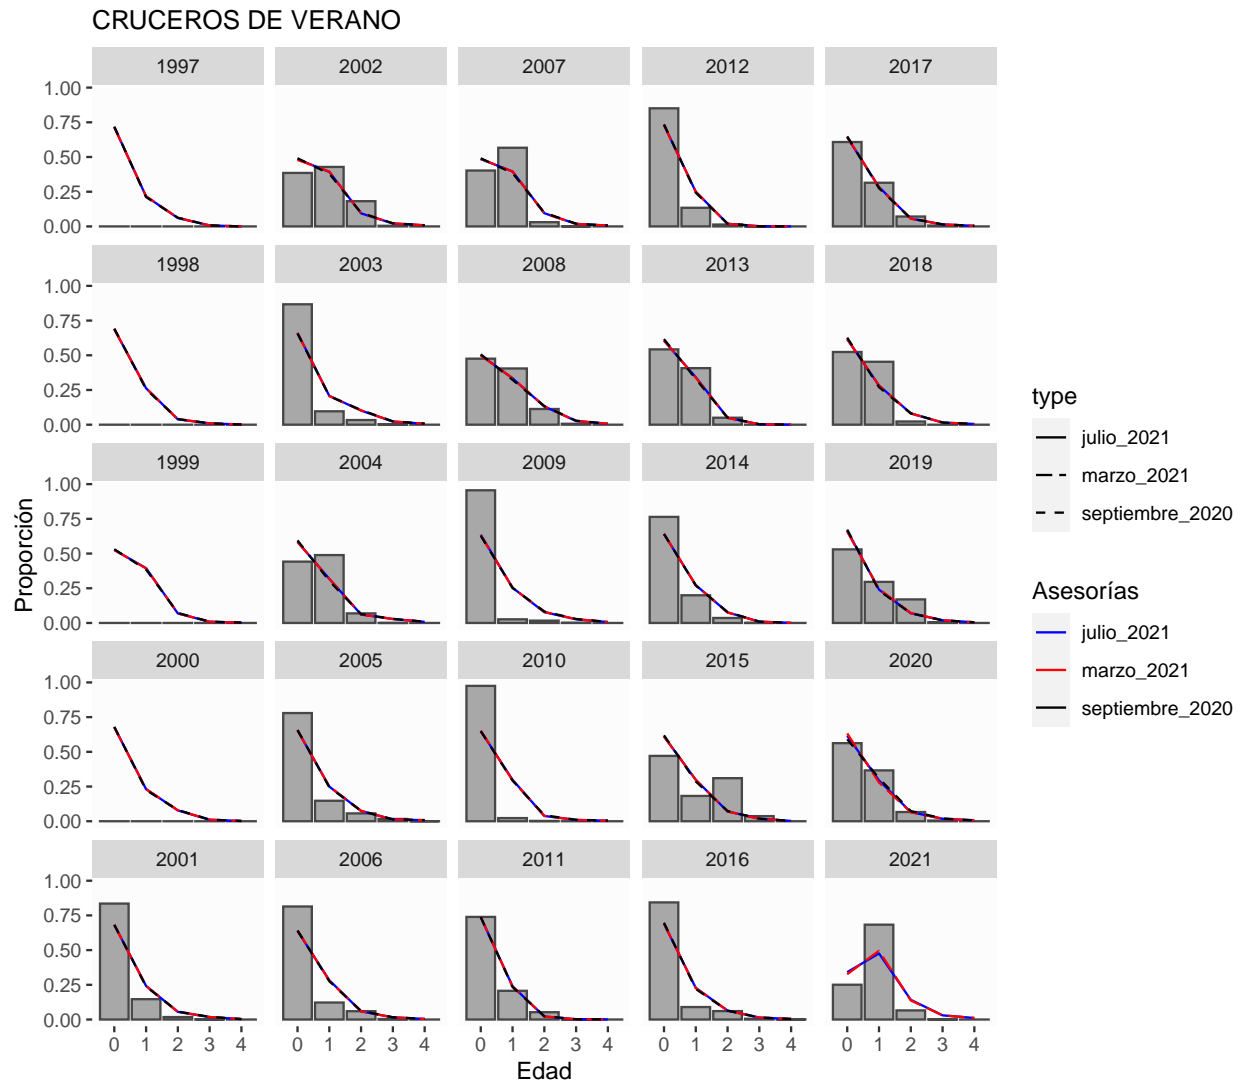 CRUCEROS DE VERANO
1997 2002 2007 2012 2017
1.00
0.75
0.50
0.25
0.00
1998 2003 2008 2013 2018
1.00
0.75
0.50
0.25
0.00
1999 2004 2009 2014 2019
1.00
0.75
0.50
0.25
0.00
2000 2005 2010 2015 2020
1.00
0.75
0.50
0.25
0.00
2001 2006 2011 2016 2021
1.00
0.75
0.50
0.25
0.00
0 1 2 3 4 0 1 2 3 4 0 1 2 3 4 0 1 2 3 4 0 1 2 3 4
Edad
Proporción
type
julio_2021
marzo_2021
septiembre_2020
Asesorías
julio_2021
marzo_2021
septiembre_2020